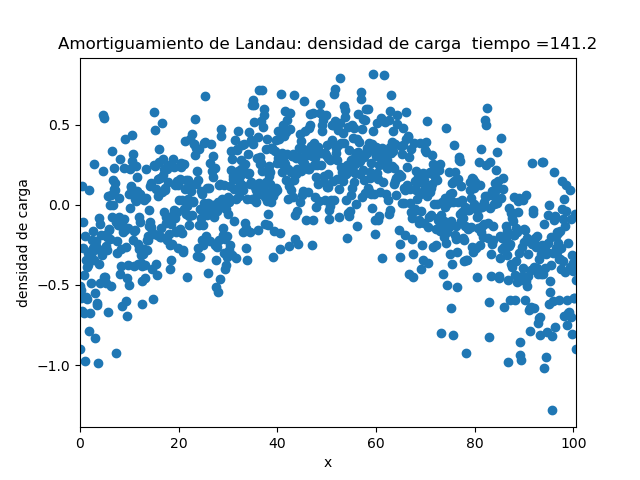 Amortiguamiento de Landau: densidad de carga  tiempo =141.2
densidad de carga
0.5
0.0
−0.5
−1.0
0 20 40 60 80 100
x